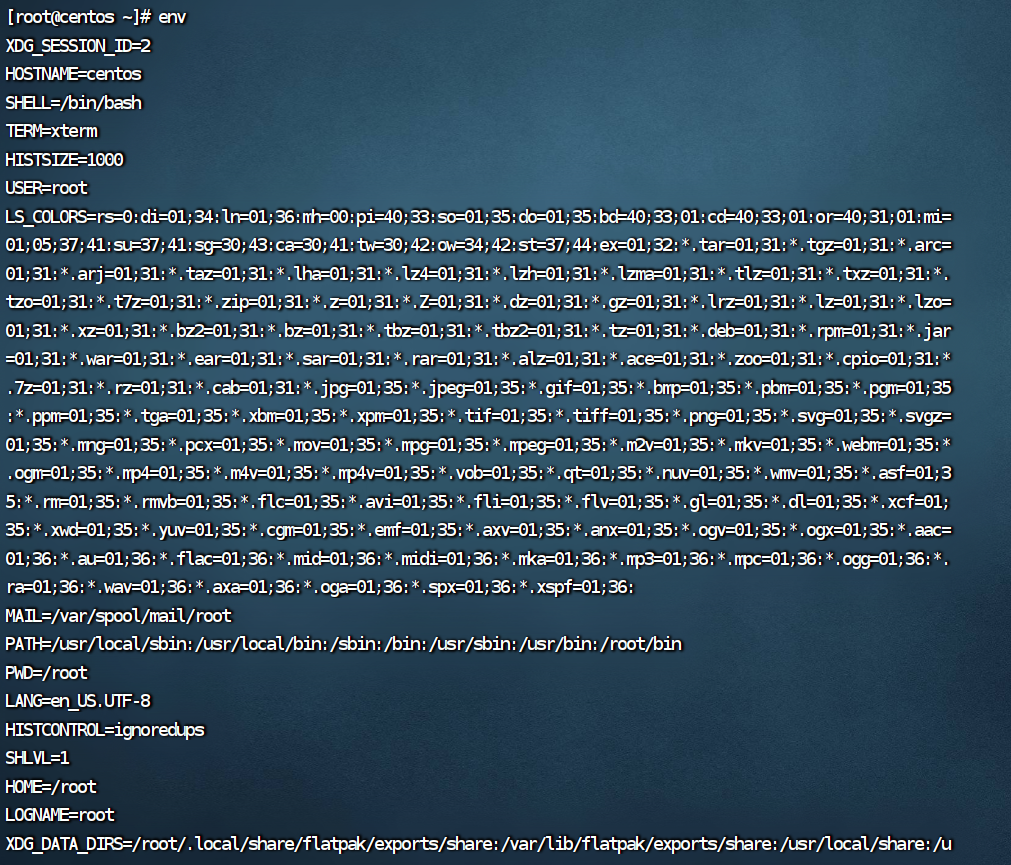 [root@centos ~]# env
XDG_SESSION_ID=2
HOSTNAME=centos
SHELL=/bin/bash
TERM=xterm
HISTSIZE=1000
USER=root
LS_COLORS=rs=0:di=01;34:ln=01;36:mh=00:pi=40;33:so=01;35:do=01;35:bd=40;33;01:cd=40;33;01:or=40;31;01:mi=
01;05;37;41:su=37;41:sg=30;43:ca=30;41:tw=30;42:ow=34;42:st=37;44:ex=01;32:*.tar=01;31:*.tgz=01;31:*.arc=
01;31:*.arj=01;31:*.taz=01;31:*.lha=01;31:*.lz4=01;31:*.lzh=01;31:*.lzma=01;31:*.tlz=01;31:*.txz=01;31:*.
tzo=01;31:*.t7z=01;31:*.zip=01;31:*.z=01;31:*.Z=01;31:*.dz=01;31:*.gz=01;31:*.lrz=01;31:*.lz=01;31:*.lzo=
01;31:*.xz=01;31:*.bz2=01;31:*.bz=01;31:*.tbz=01;31:*.tbz2=01;31:*.tz=01;31:*.deb=01;31:*.rpm=01;31:*.jar
=01;31:*.war=01;31:*.ear=01;31:*.sar=01;31:*.rar=01;31:*.alz=01;31:*.ace=01;31:*.zoo=01;31:*.cpio=01;31:*
.7z=01;31:*.rz=01;31:*.cab=01;31:*.jpg=01;35:*.jpeg=01;35:*.gif=01;35:*.bmp=01;35:*.pbm=01;35:*.pgm=01;35
:*.ppm=01;35:*.tga=01;35:*.xbm=01;35:*.xpm=01;35:*.tif=01;35:*.tiff=01;35:*.png=01;35:*.svg=01;35:*.svgz=
01;35:*.mng=01;35:*.pcx=01;35:*.mov=01;35:*.mpg=01;35:*.mpeg=01;35:*.m2v=01;35:*.mkv=01;35:*.webm=01;35:*
.ogm=01;35:*.mp4=01;35:*.m4v=01;35:*.mp4v=01;35:*.vob=01;35:*.qt=01;35:*.nuv=01;35:*.wmv=01;35:*.asf=01;3
5:*.rm=01;35:*.rmvb=01;35:*.flc=01;35:*.avi=01;35:*.fli=01;35:*.flv=01;35:*.gl=01;35:*.dl=01;35:*.xcf=01;
35:*.xwd=01;35:*.yuv=01;35:*.cgm=01;35:*.emf=01;35:*.axv=01;35:*.anx=01;35:*.ogv=01;35:*.ogx=01;35:*.aac=
01;36:*.au=01;36:*.flac=01;36:*.mid=01;36:*.midi=01;36:*.mka=01;36:*.mp3=01;36:*.mpc=01;36:*.ogg=01;36:*.
ra=01;36:*.wav=01;36:*.axa=01;36:*.oga=01;36:*.spx=01;36:*.xspf=01;36:
MAIL=/var/spool/mail/root
PATH=/usr/local/sbin:/usr/local/bin:/sbin:/bin:/usr/sbin:/usr/bin:/root/bin
PWD=/root
LANG=en_US.UTF-8
HISTCONTROL=ignoredups
SHLVL=1
HOME=/root
LOGNAME=root
XDG_DATA_DIRS=/root/.local/share/flatpak/exports/share:/var/lib/flatpak/exports/share:/usr/local/share:/u